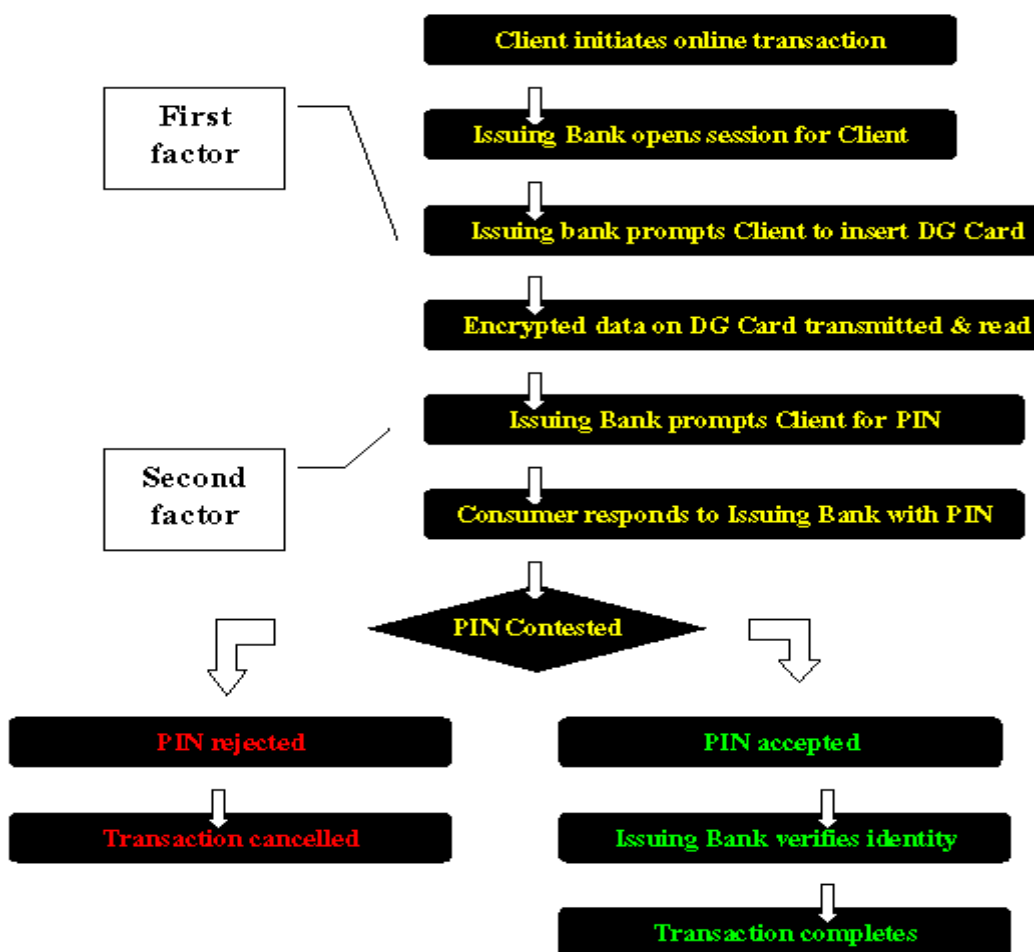 Client initiates online transaction
First
factor
Issuing Bank opens session for Client
Issuing bank prompts Client to insert DG Card
Encrypted data on DG Card transmitted & read
Issuing Bank prompts Client for PIN
Second
factor
Consumer responds to Issuing Bank with PIN
PIN Contested
PIN rejected
PIN accepted
Transaction cancelled
Issuing Bank verifies identity
Transaction completes